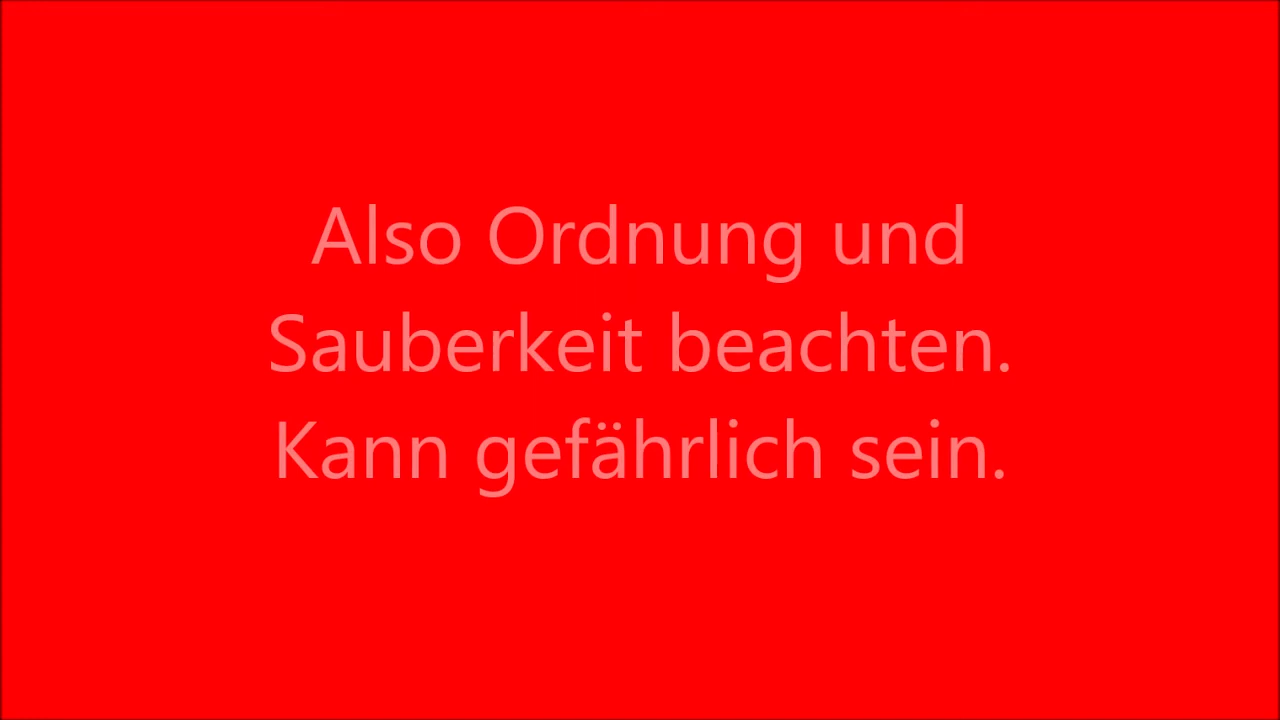 Also Ordnung und
Sauberkeit beachten.
Kann gefährlich sein.